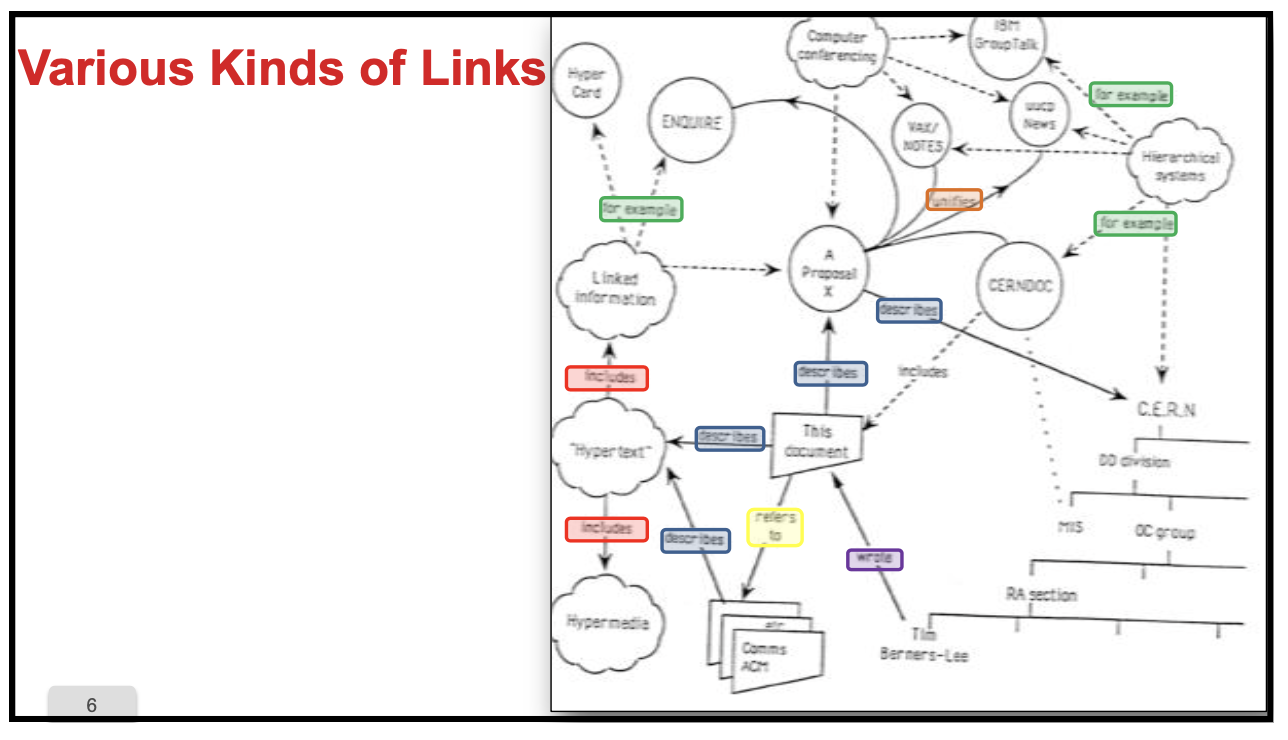 Various Kinds of Links
Computer
conferencing
IBM
GroupTalk
Hyper
Card
ENQUIRE
VAX/
NOTES
uucp
News
for example
Hierarchical
systems
for example
unifies
for example
A
Proposal
X
CERNDOC
Linked
information
describes
includes
describes
includes
C.E.R.N
This
document
describes
"Hypertext"
DD division
refers
to
includes
describes
wrote
MIS
OC group
RA section
Hypermedia
etc
Comms
ACM
Tim
Berners-Lee
6